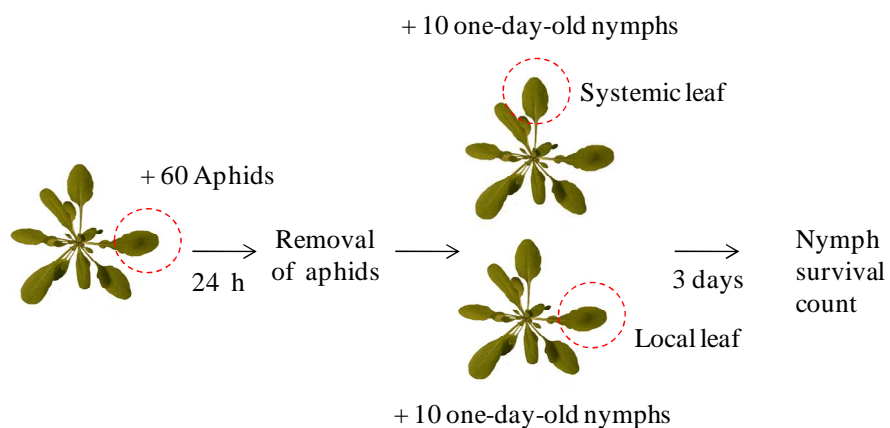 + 10 one-day-old nymphs
Systemic leaf
+ 60 Aphids
24 h
Removal
of aphids
3 days
Nymph
survival
count
Local leaf
+ 10 one-day-old nymphs